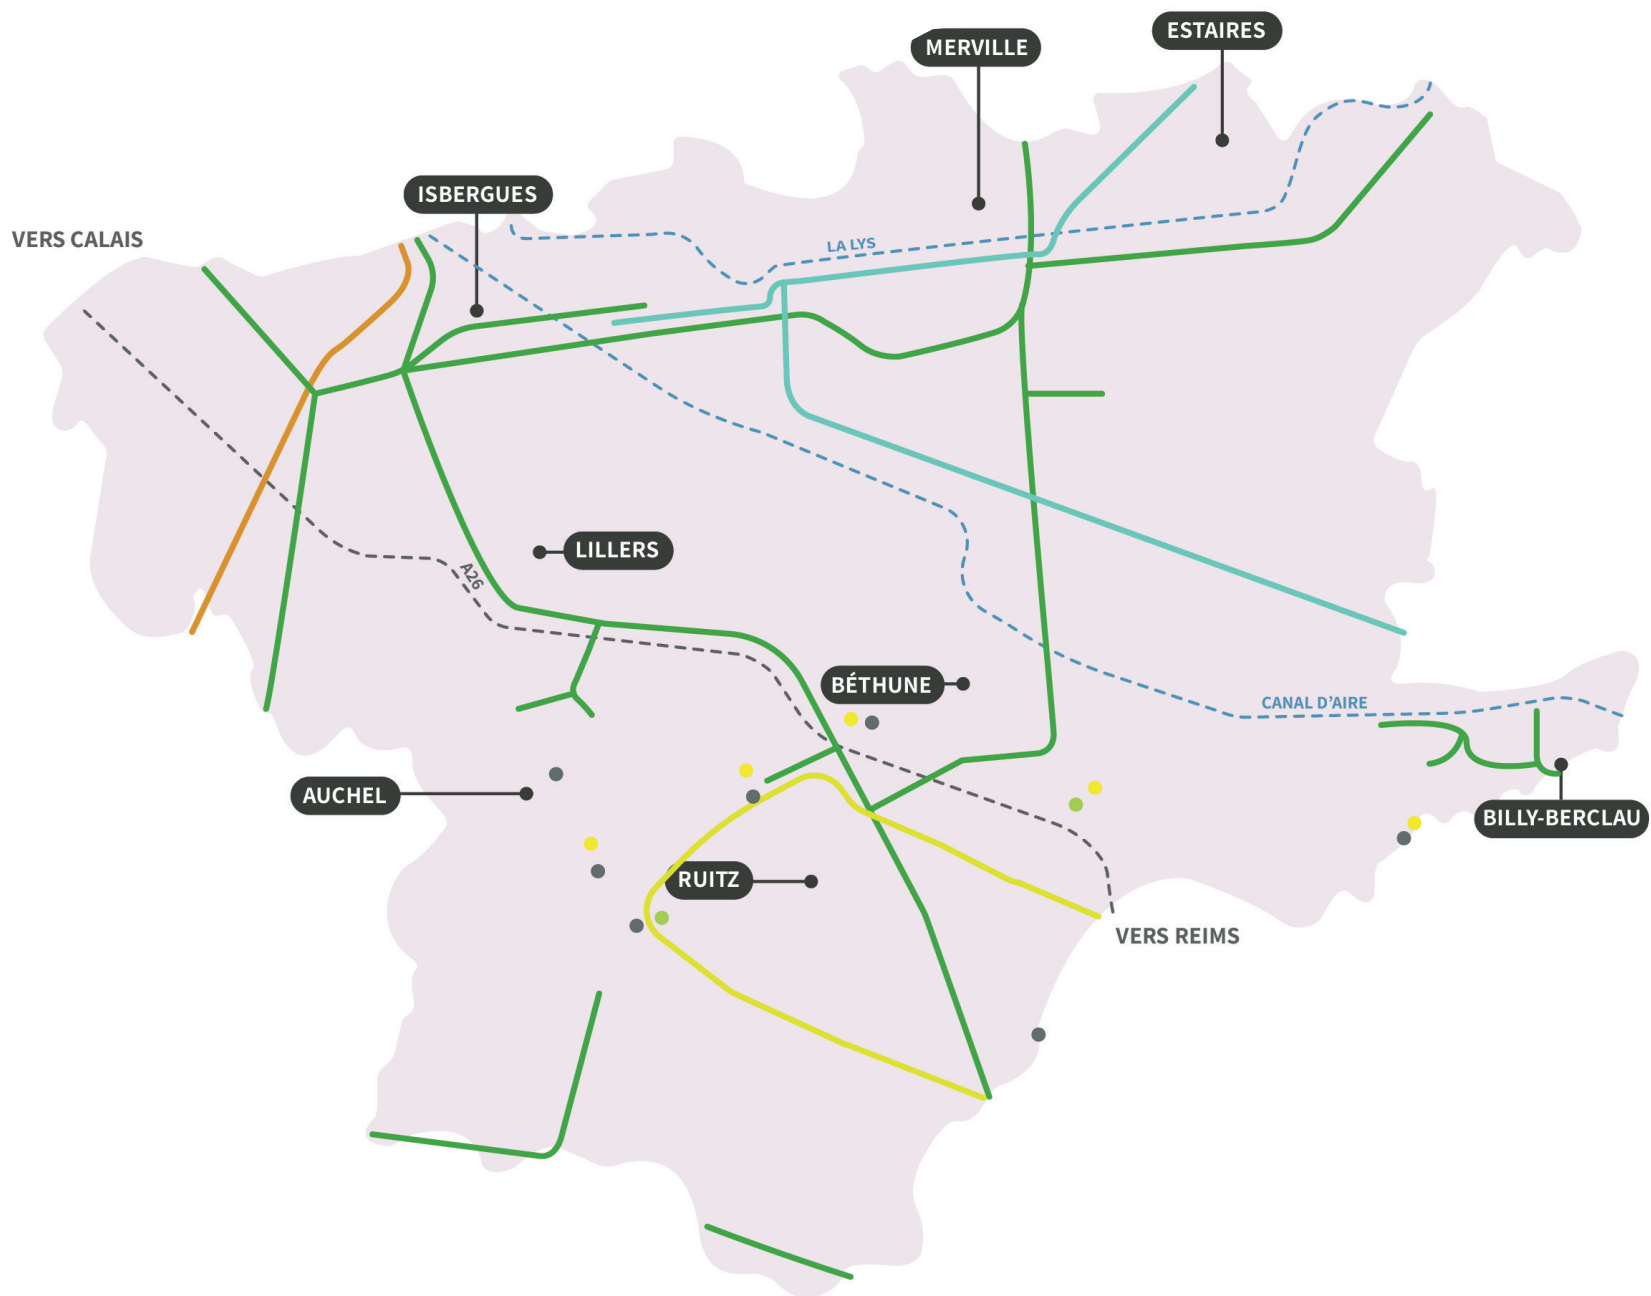 ESTAIRES
MERVILLE
ISBERGUES
VERS CALAIS
LA LYS
LILLERS
A26
BÉTHUNE
CANAL D'AIRE
AUCHEL
BILLY-BERCLAU
RUITZ
VERS REIMS